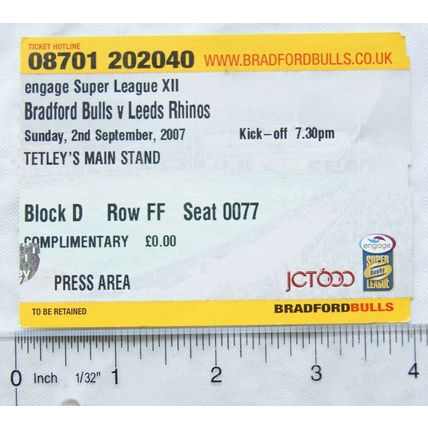 TICKET HOTLINE
08701 202040 WWW.BRADFORDBULLS.CO.UK
engage Super League XII
Bradford Bulls v Leeds Rhinos
Sunday, 2nd September, 2007 Kick-off 7.30pm
TETLEY'S MAIN STAND
Block D Row FF Seat 0077
COMPLIMENTARY £0.00
engage
SUPER
Rugby
LEAGUE
PRESS AREA
JCT600
TO BE RETAINED
BRADFORDBULLS
0 Inch 1/32" 1 2 3 4